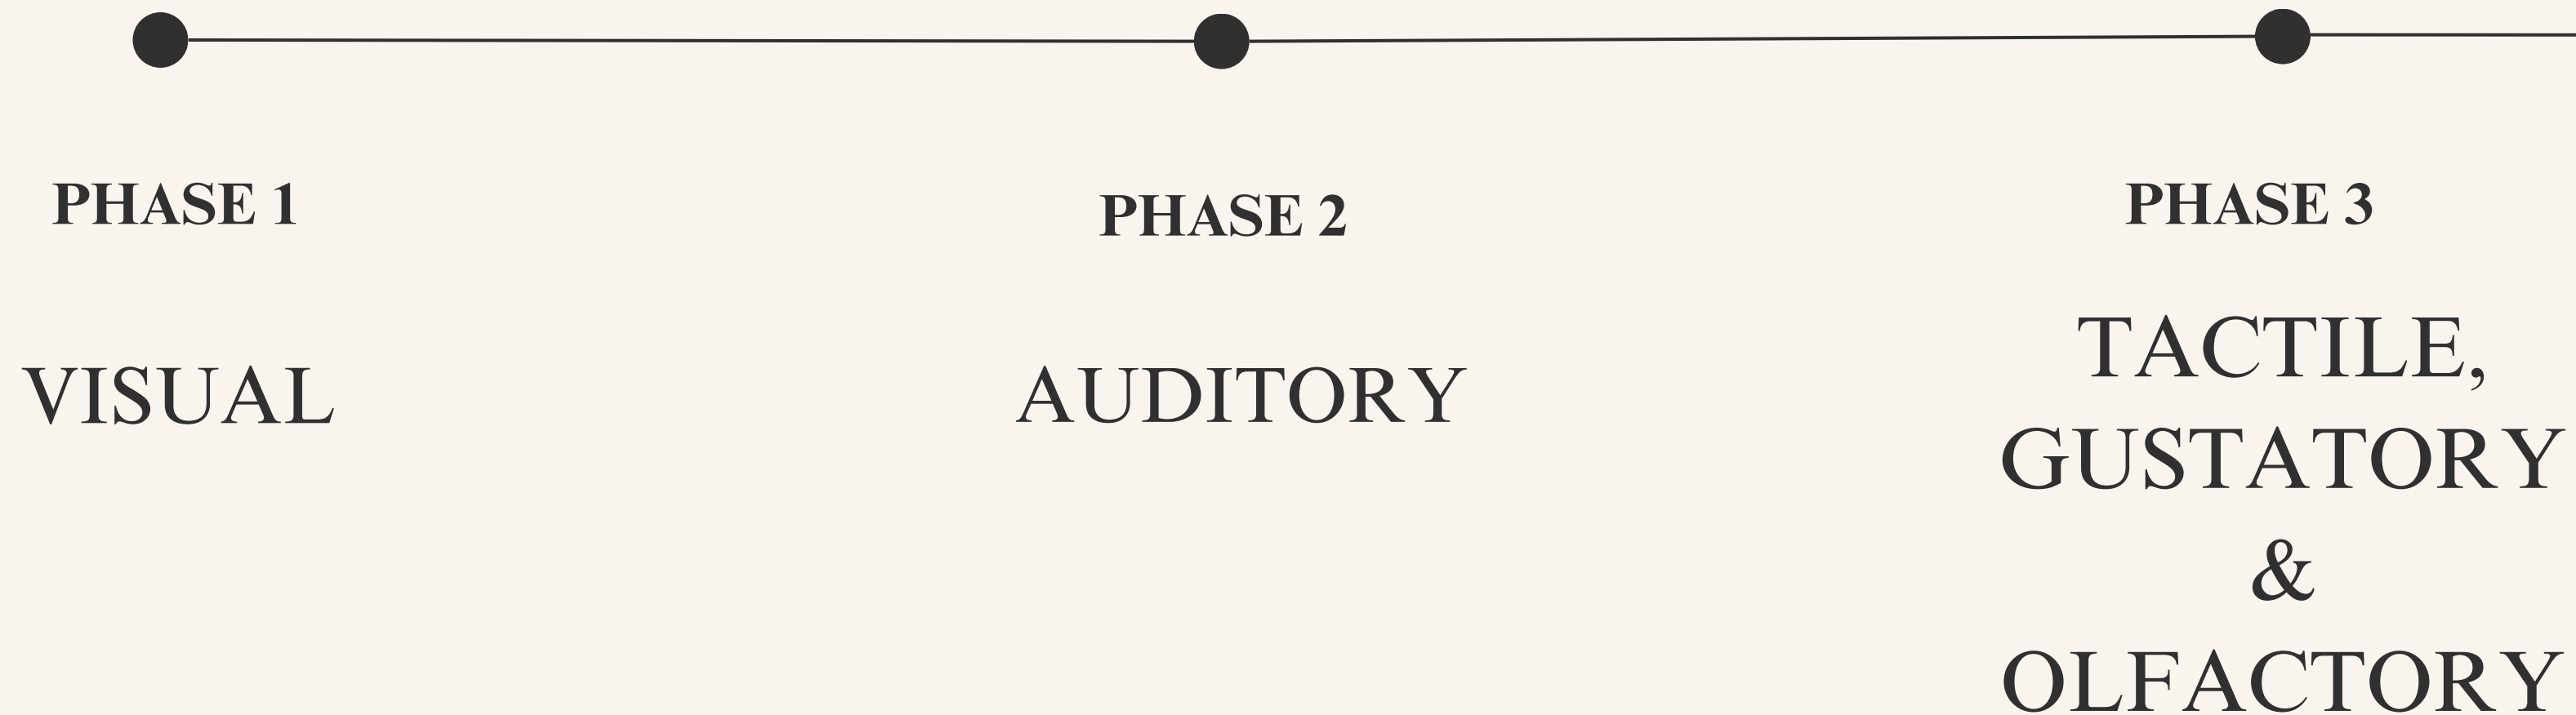 PHASE 1
VISUAL
PHASE 2
AUDITORY
PHASE 3
TACTILE,
GUSTATORY
&
OLFACTORY